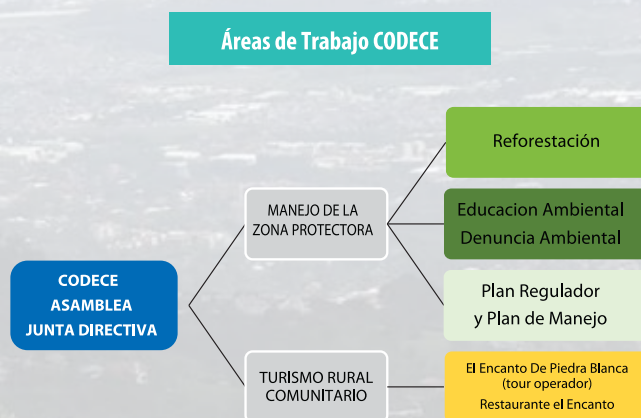 Áreas de Trabajo CODECE
Reforestación
MANEJO DE LA
ZONA PROTECTORA
Educacion Ambiental
Denuncia Ambiental
CODECE
ASAMBLEA
JUNTA DIRECTIVA
Plan Regulador
y Plan de Manejo
TURISMO RURAL
COMUNITARIO
El Encanto De Piedra Blanca
(tour operador)
Restaurante el Encanto